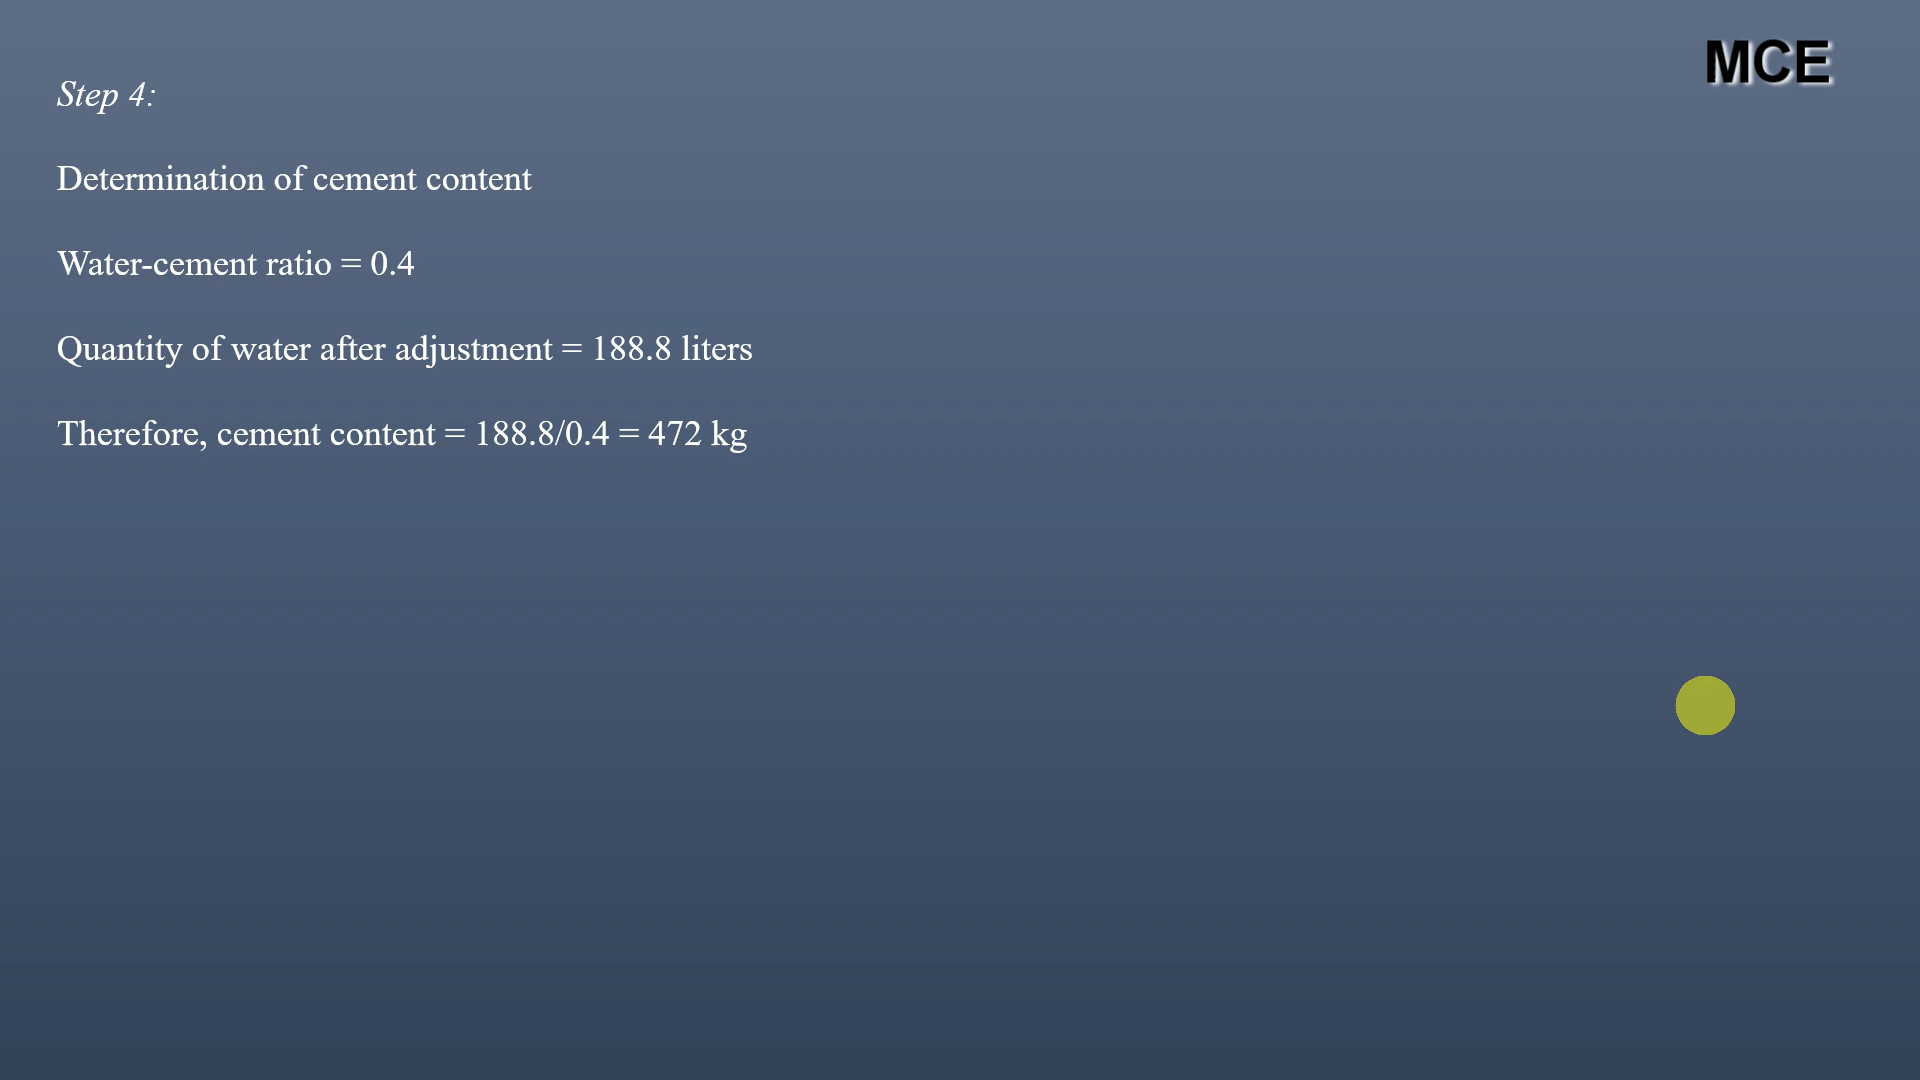 MCE
Step 4:
Determination of cement content
Water-cement ratio = 0.4
Quantity of water after adjustment = 188.8 liters
Therefore, cement content = 188.8/0.4 = 472 kg